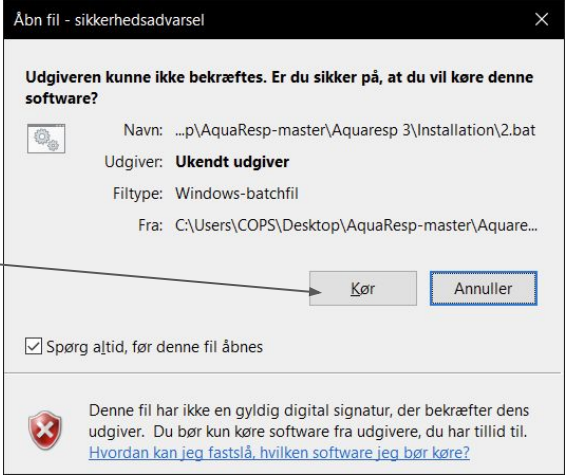 Åbn fil - sikkerhedsadvarsel
Udgiveren kunne ikke bekræftes. Er du sikker på, at du vil køre denne
software?
Navn: ...p\AquaResp-master\Aquaresp 3\Installation\2.bat
Udgiver: Ukendt udgiver
Filtype: Windows-batchfil
Fra: C:\Users\COPS\Desktop\AquaResp-master\Aquare...
Kør Annuller
Spørg altid, før denne fil åbnes
Denne fil har ikke en gyldig digital signatur, der bekræfter dens
udgiver. Du bør kun køre software fra udgivere, du har tillid til.
Hvordan kan jeg fastslå, hvilken software jeg bør køre?